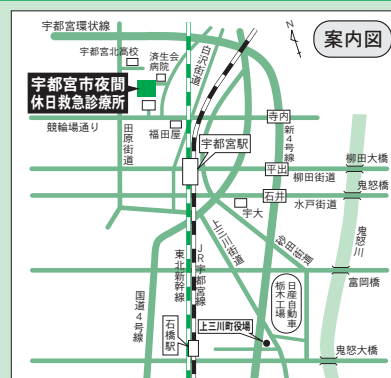 宇都宮環状線
N
案内図
宇都宮北高校
済生会
病院
白沢街道
宇都宮市夜間
休日救急診療所
競輪場通り
田原街道
福田屋
宇都宮駅
寺内
新4号線
平出
柳田大橋
柳田街道
鬼怒橋
石井
水戸街道
宇大
上三川街道
砂田街道
鬼怒川
東北新幹線
JR宇都宮線
国道4号線
富岡橋
日産自動車
栃木工場
石橋駅
上三川町役場
鬼怒大橋